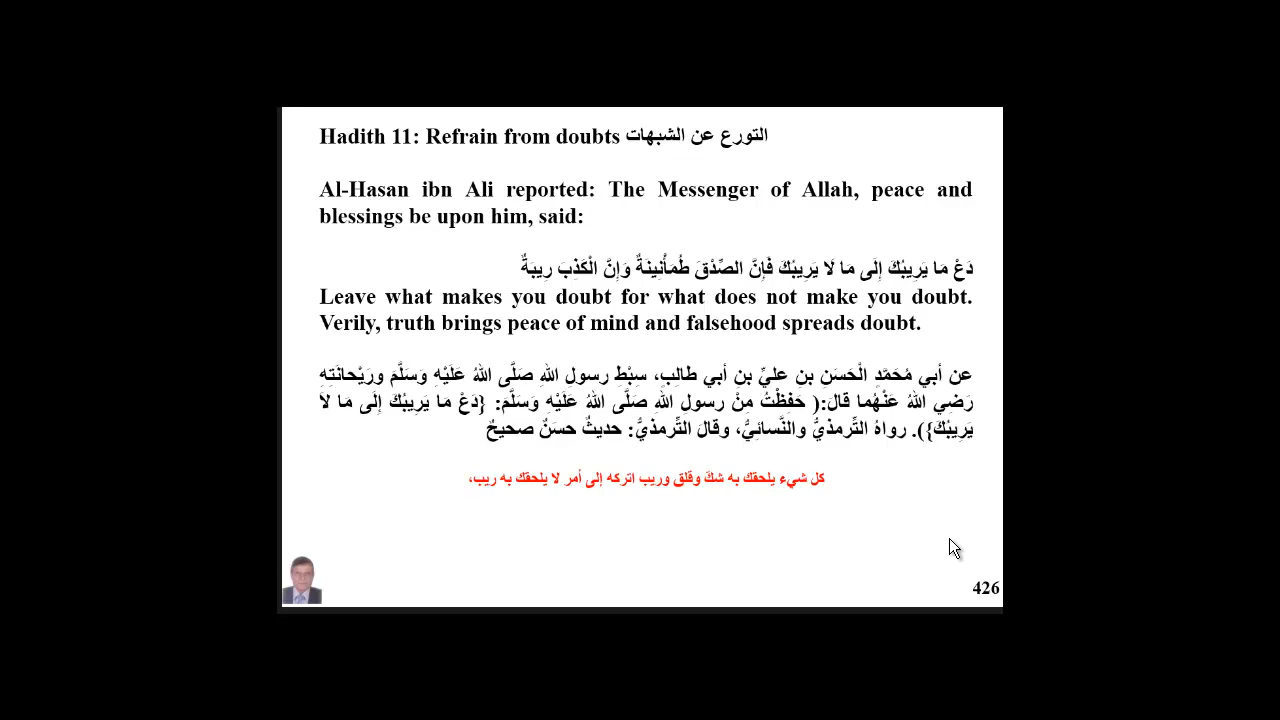 Hadith 11: Refrain from doubts التورع عن الشبهات
Al-Hasan ibn Ali reported: The Messenger of Allah, peace and
blessings be upon him, said:
دَعْ مَا يَرِيبُكَ إِلَى مَا لَا يَرِيبُكَ فَإِنَّ الصِّدْقَ طُمَأْنِينَةٌ وَإِنَّ الْكَذِبَ رِيبَةٌ
Leave what makes you doubt for what does not make you doubt.
Verily, truth brings peace of mind and falsehood spreads doubt.
عن أبي مُحَمَّدِ الْحَسَنِ بنِ عليِّ بنِ أبي طالِبٍ، سِبْطِ رسولِ اللهِ صَلَّى اللهُ عَلَيْهِ وَسَلَّمَ ورَيْحانَتِهِ
رَضِي اللهُ عَنْهُما قالَ:( حَفِظْتُ مِنْ رسولِ اللهِ صَلَّى اللهُ عَلَيْهِ وَسَلَّمَ: {دَعْ مَا يَرِيبُكَ إِلَى مَا لاَ
يَرِيبُكَ}). رواهُ التِّرمذيُّ والنَّسائِيُّ، وقالَ التِّرمذيُّ: حديثٌ حسَنٌ صحيحٌ
كل شيء يلحقك به شكَ وقلق وريب اتركه إلى أمر لا يلحقك به ريب،
426